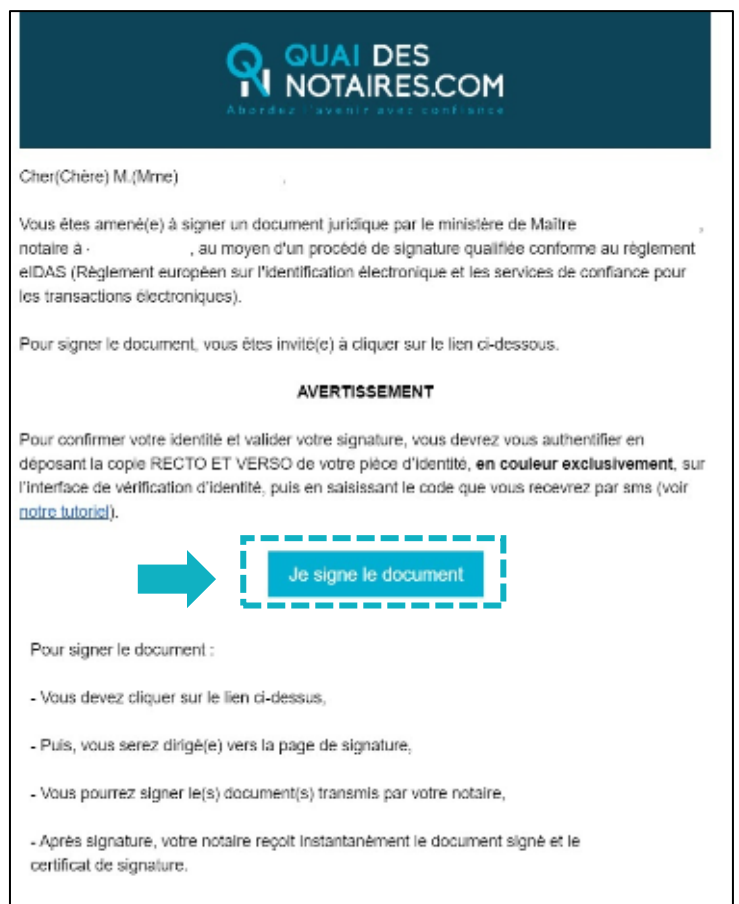 QUAI DES
NOTAIRES.COM
Abordez l'avenir avec confiance
Cher(Chère) M.(Mme) ,
Vous êtes amené(e) à signer un document juridique par le ministère de Maître ,
notaire à · , au moyen d'un procédé de signature qualifiée conforme au règlement
eIDAS (Règlement européen sur l'identification électronique et les services de confiance pour
les transactions électroniques).
Pour signer le document, vous êtes invité(e) à cliquer sur le lien ci-dessous.
AVERTISSEMENT
Pour confirmer votre identité et valider votre signature, vous devrez vous authentifier en
déposant la copie RECTO ET VERSO de votre pièce d'identité, en couleur exclusivement, sur
l'interface de vérification d'identité, puis en saisissant le code que vous recevrez par sms (voir
notre tutoriel).
Je signe le document
Pour signer le document :
- Vous devez cliquer sur le lien ci-dessus,
- Puis, vous serez dirigé(e) vers la page de signature,
- Vous pourrez signer le(s) document(s) transmis par votre notaire,
- Après signature, votre notaire reçoit instantanément le document signé et le
certificat de signature.